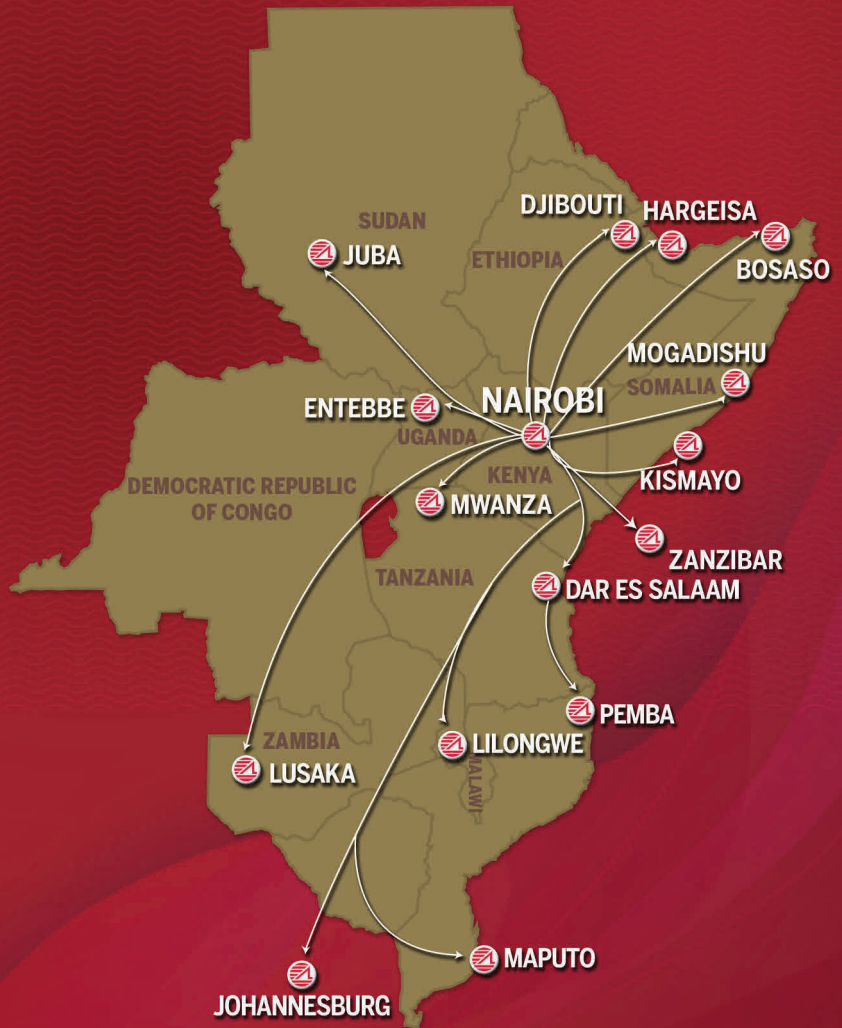 DJIBOUTI
HARGEISA
SUDAN
JUBA
ETHIOPIA
BOSASO
MOGADISHU
SOMALIA
ENTEBBE
NAIROBI
UGANDA
KENYA
KISMAYO
DEMOCRATIC REPUBLIC
OF CONGO
MWANZA
ZANZIBAR
TANZANIA
DAR ES SALAAM
PEMBA
ZAMBIA
LILONGWE
LUSAKA
MALAWI
MAPUTO
JOHANNESBURG